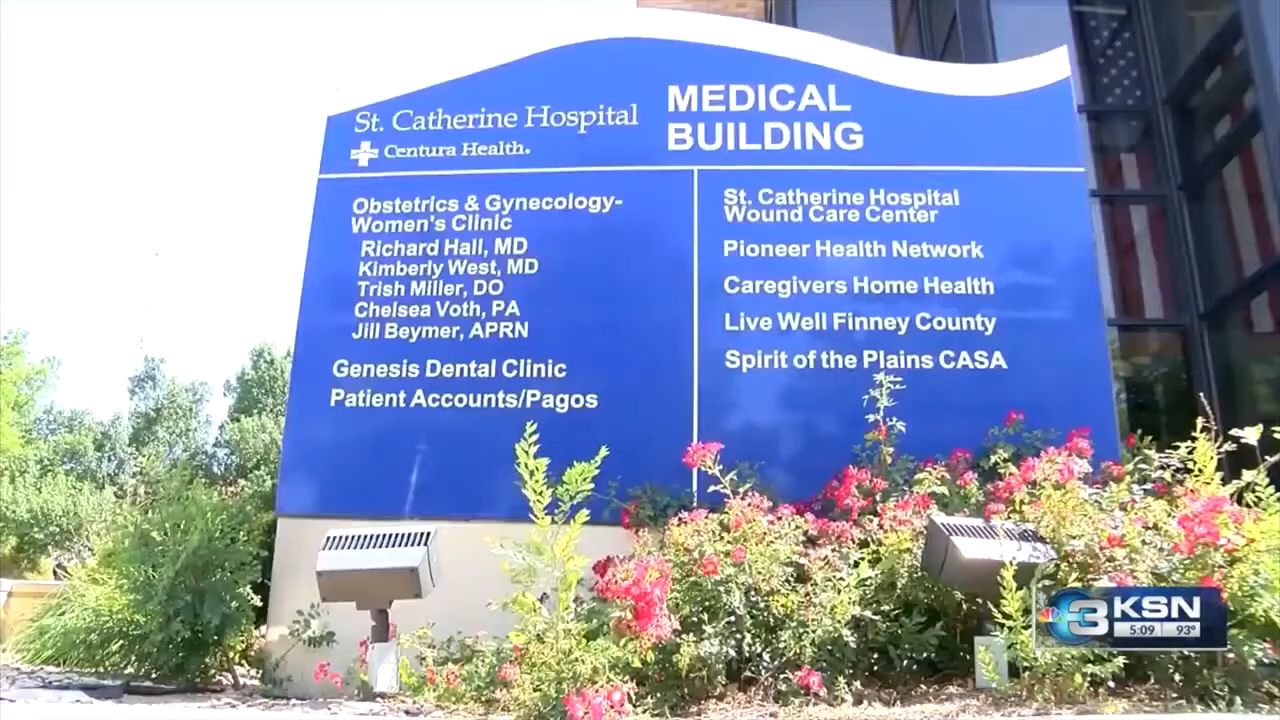 St. Catherine Hospital
Centura Health.
MEDICAL
BUILDING
Obstetrics & Gynecology-
Women's Clinic
Richard Hall, MD
Kimberly West, MD
Trish Miller, DO
Chelsea Voth, PA
Jill Beymer, APRN
Genesis Dental Clinic
Patient Accounts/Pagos
St. Catherine Hospital
Wound Care Center
Pioneer Health Network
Caregivers Home Health
Live Well Finney County
Spirit of the Plains CASA
3 KSN
5:09 93°